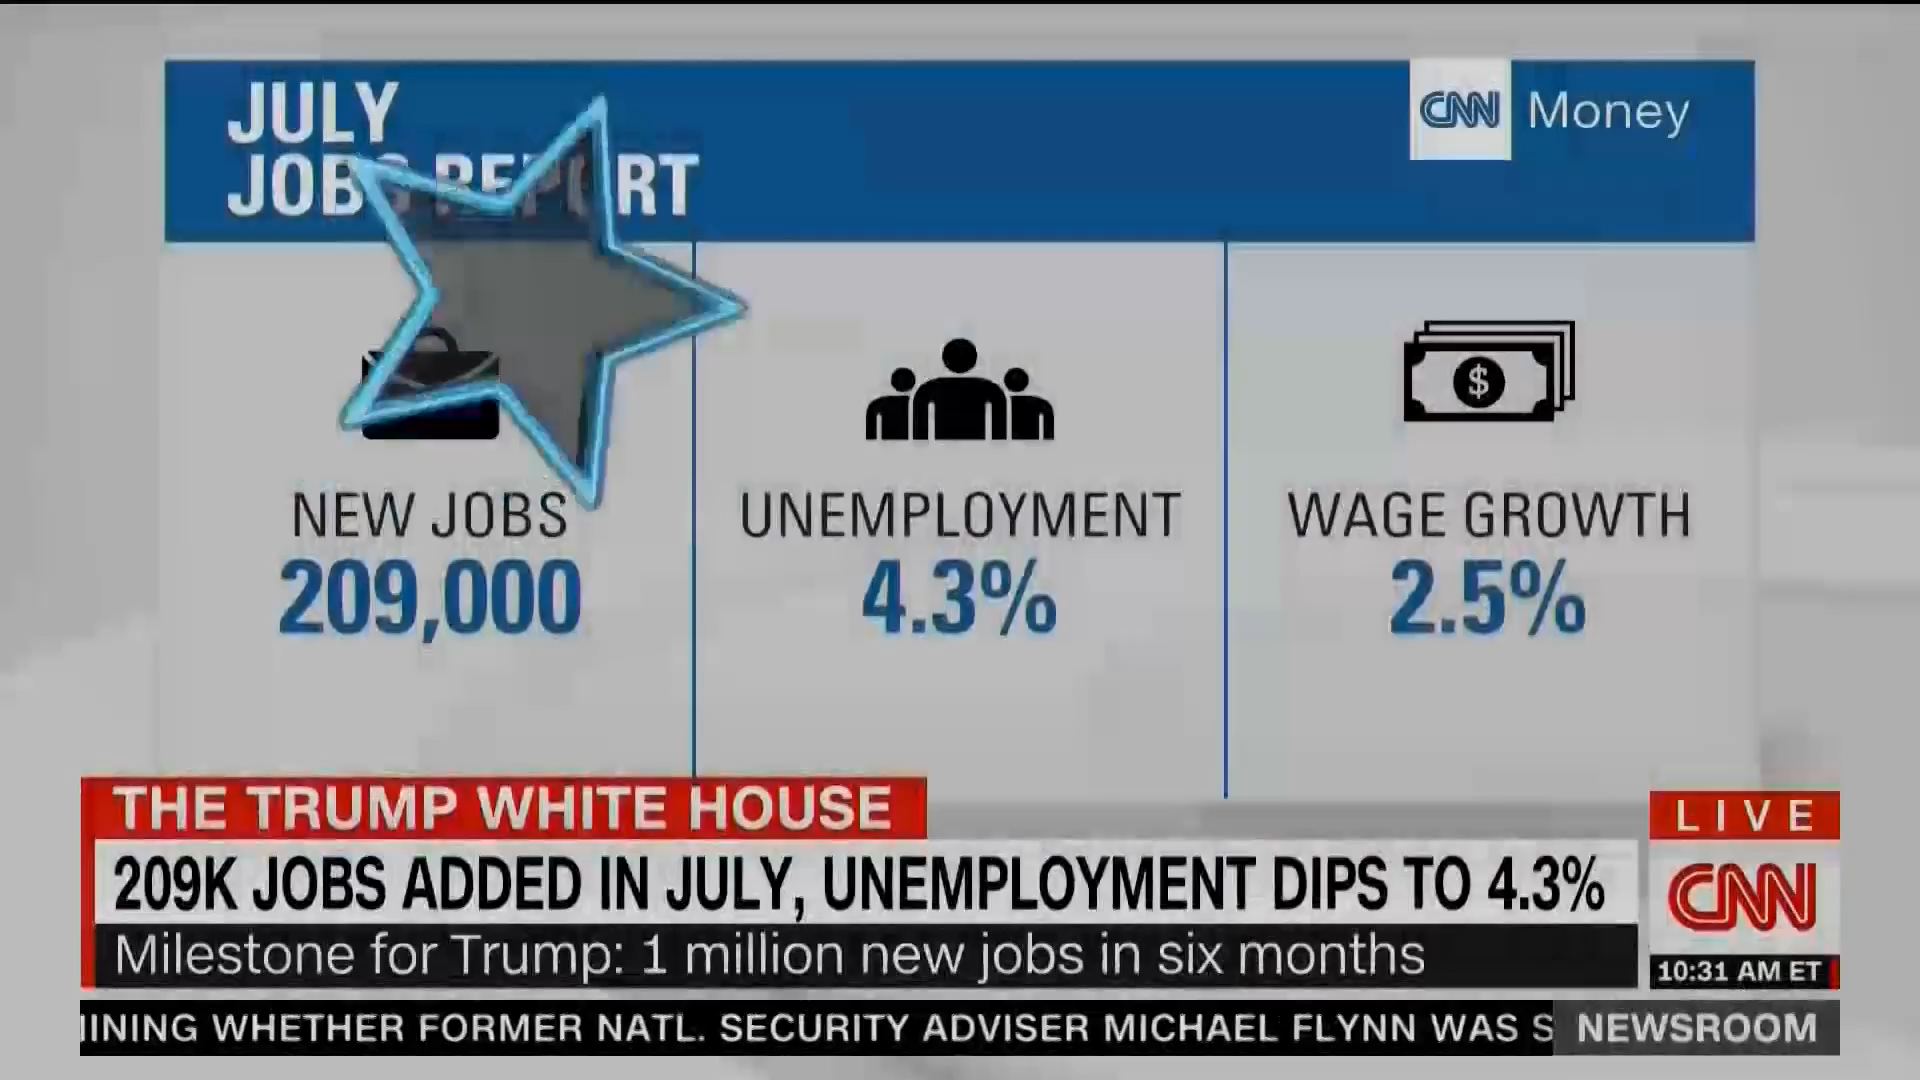 JULY
JOBS REPORT
CNN Money
NEW JOBS
209,000
UNEMPLOYMENT
4.3%
$
WAGE GROWTH
2.5%
THE TRUMP WHITE HOUSE
209K JOBS ADDED IN JULY, UNEMPLOYMENT DIPS TO 4.3%
Milestone for Trump: 1 million new jobs in six months
LIVE
CNN
10:31 AM ET
WHETHER FORMER NATL. SECURITY ADVISER MICHAEL FLYNN WAS
NEWSROOM